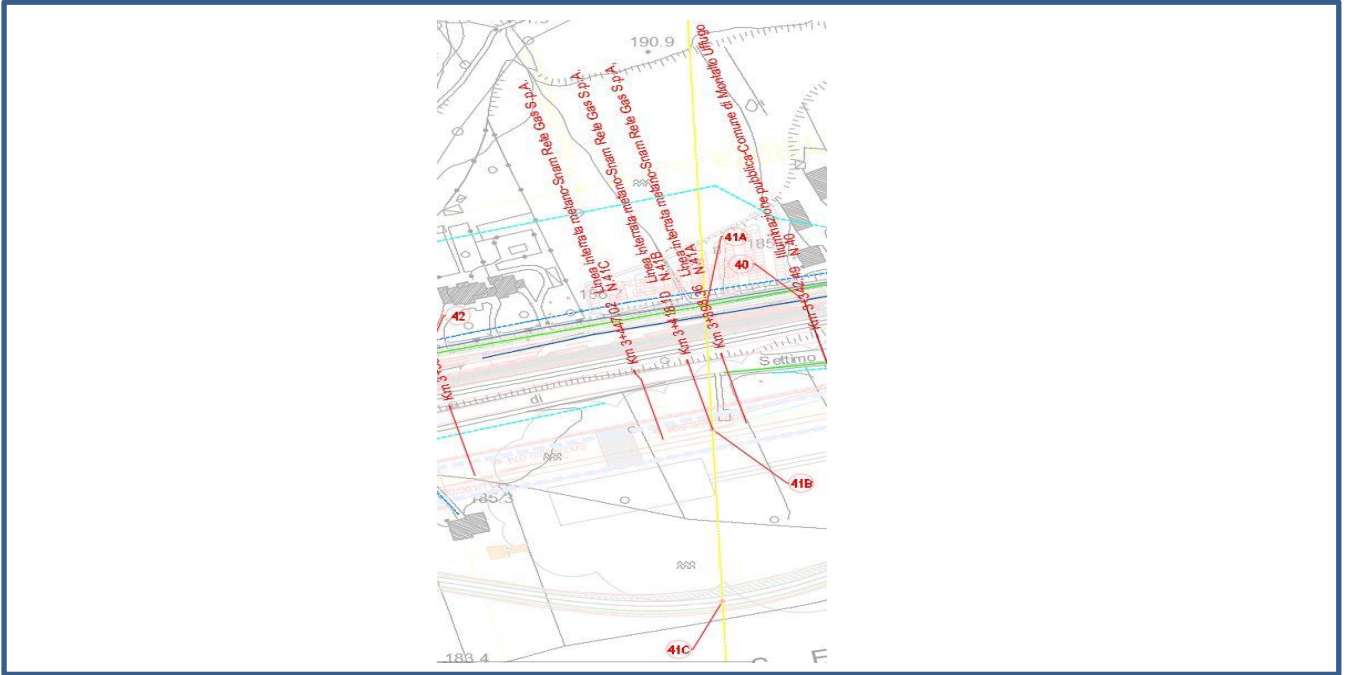 190.9
Linea interrata metano-Snam Rete Gas S.p.A.
Km 3+447.02 N.41C
Linea interrata metano-Snam Rete Gas S.p.A.
Km 3+418.10 N.41B
Linea interrata metano-Snam Rete Gas S.p.A.
Km 3+398.36 N.41A
Illuminazione pubblica-Comune di Montalto Uffugo
Km 3+342.49 N.40
41A
40
42
Settimo
di
41B
185.3
41C
183.4